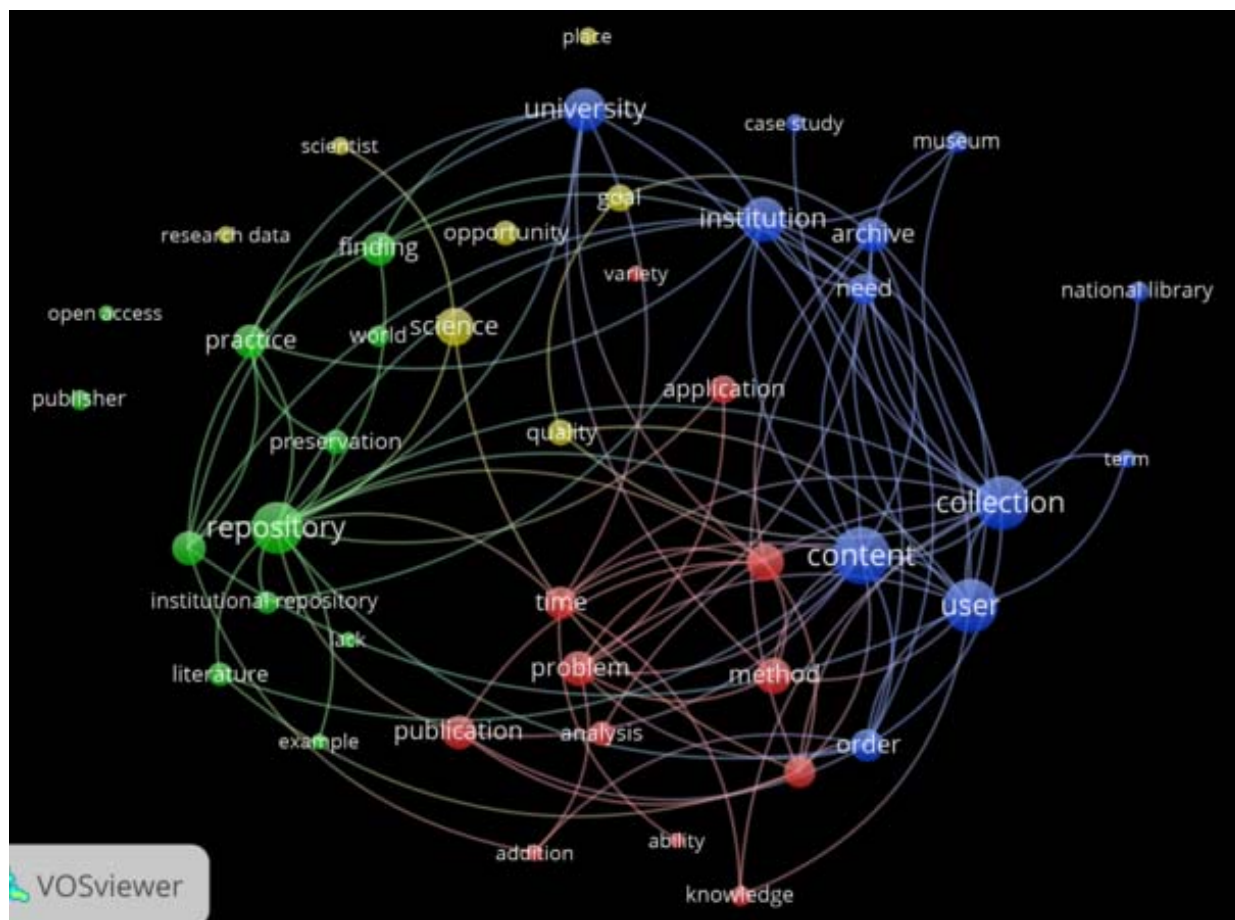 place
university
case study
museum
scientist
goal
institution
archive
research data
opportunity
finding
variety
need
national library
open access
practice
world
science
application
publisher
preservation
quality
term
collection
repository
content
institutional repository
time
user
lack
literature
problem
method
publication
analysis
example
order
addition
ability
knowledge
VOSviewer